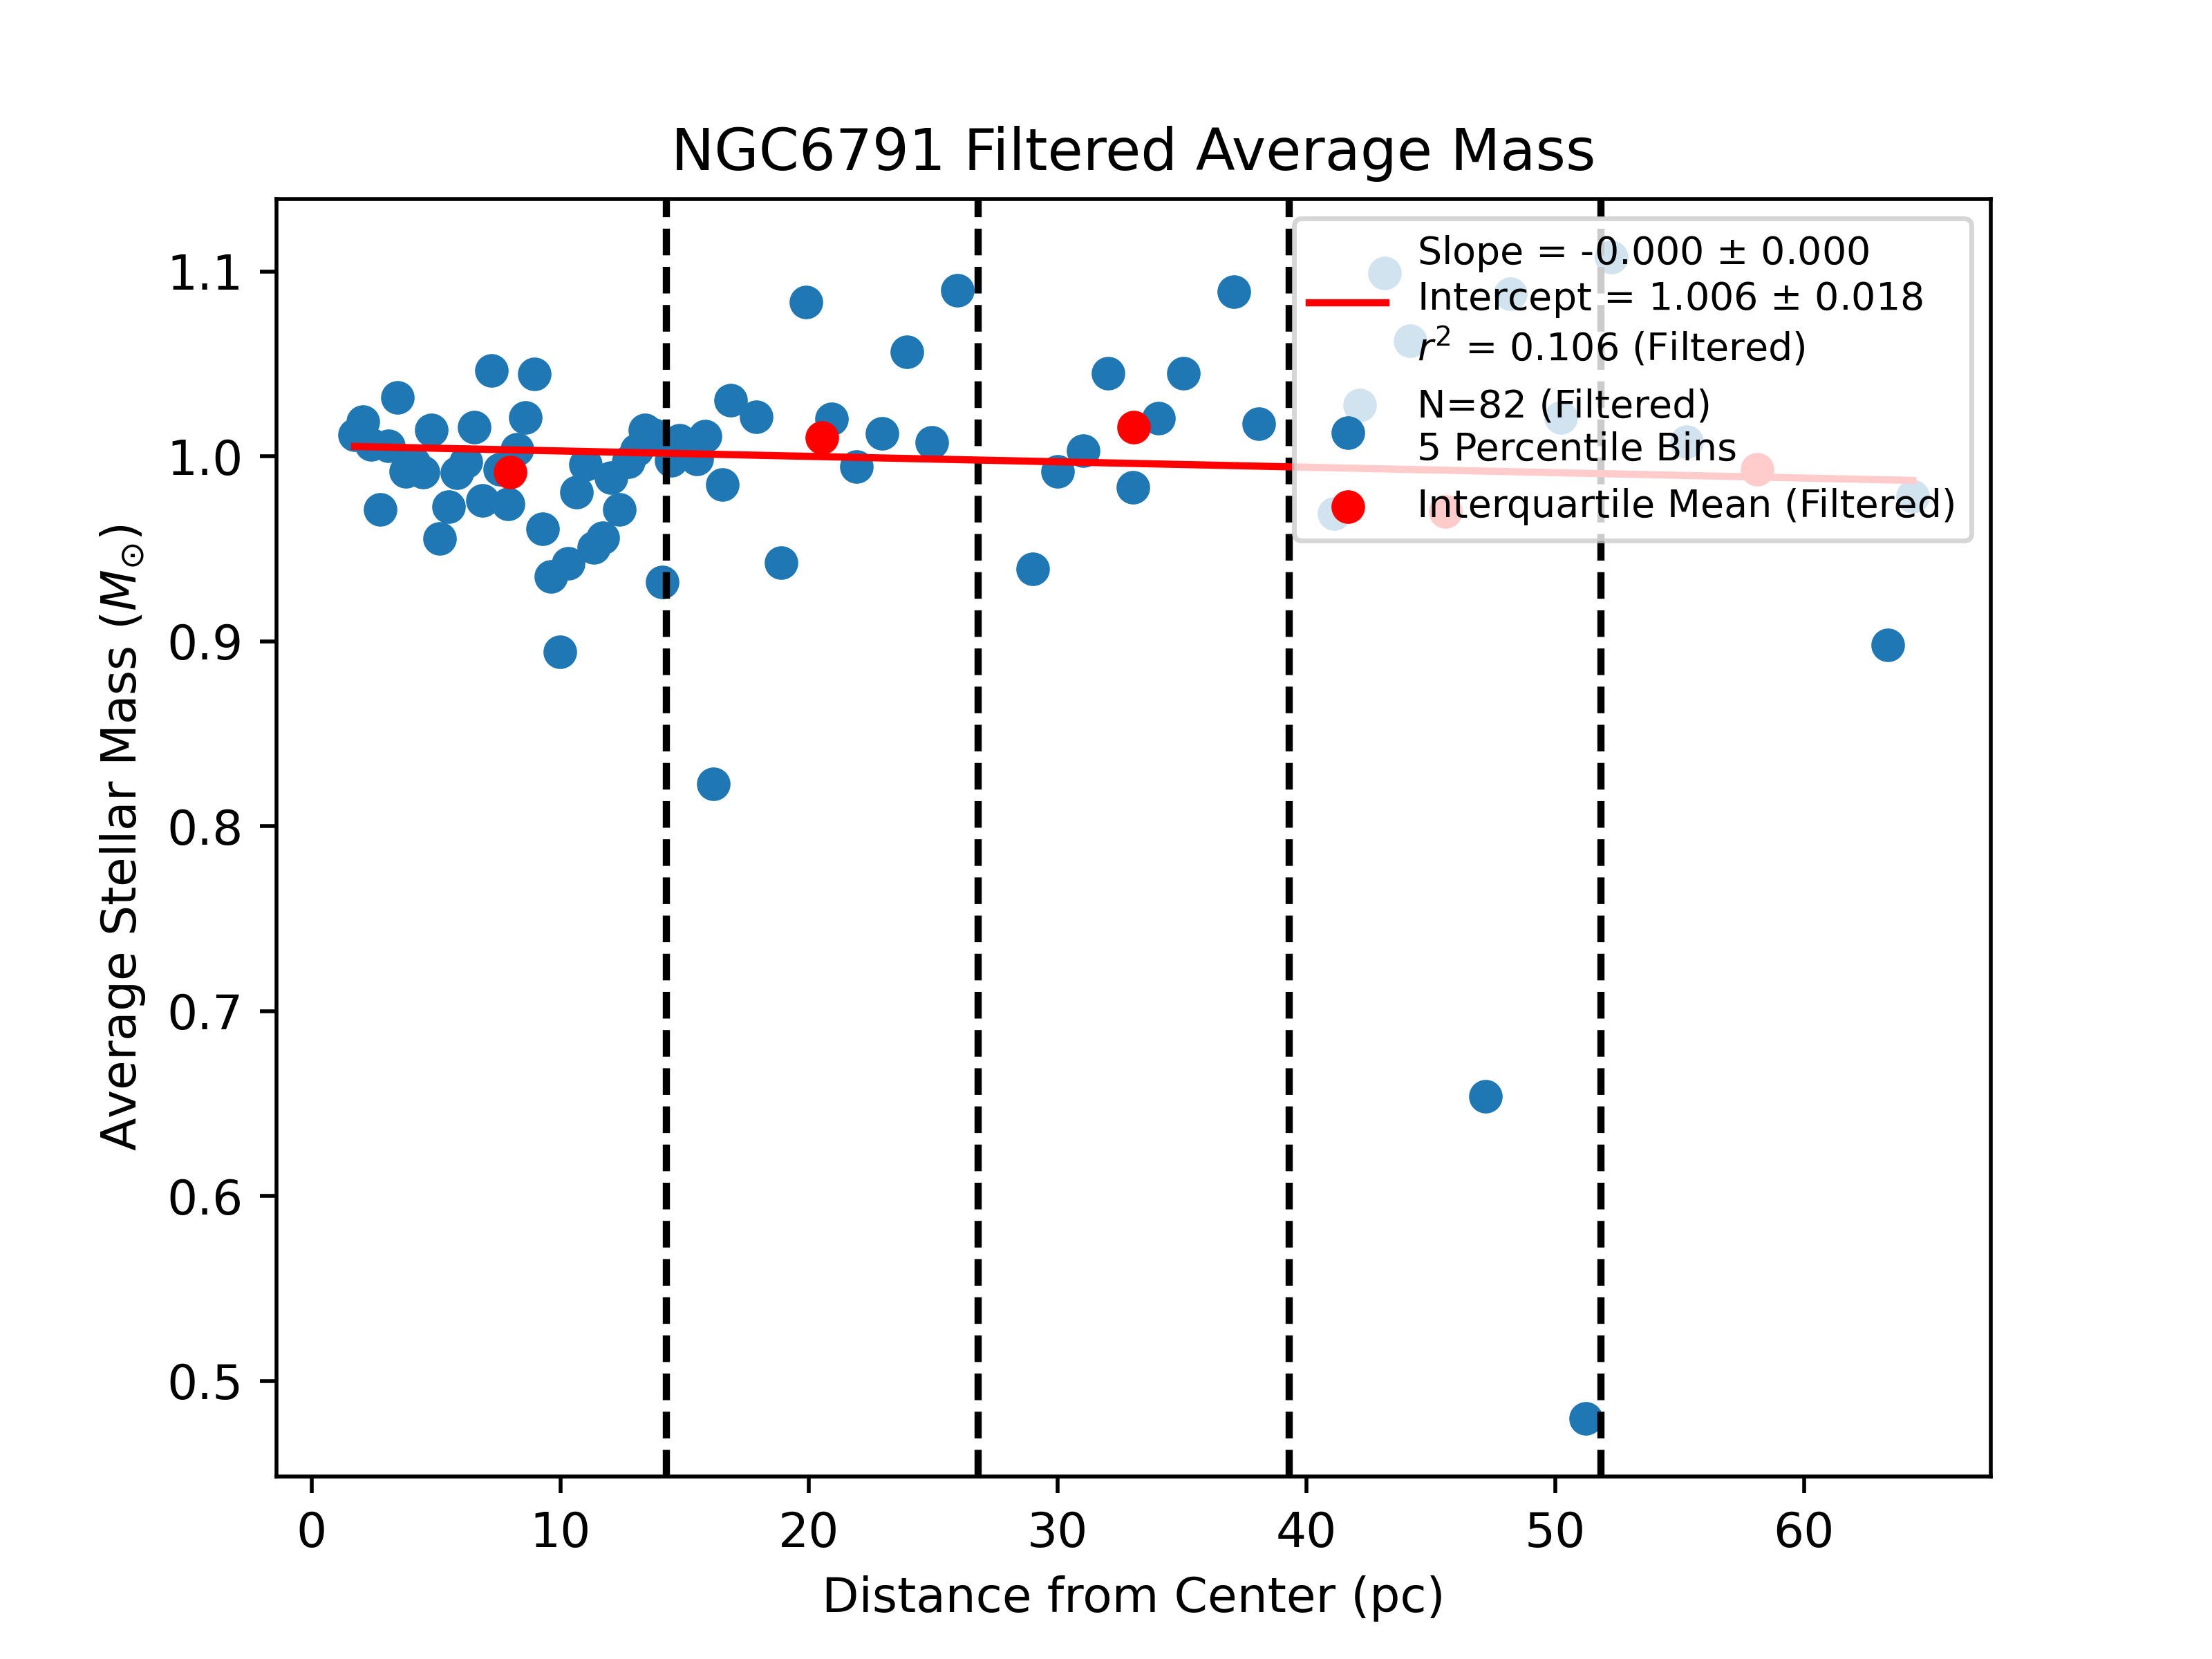 NGC6791 Filtered Average Mass
Slope = -0.000 ± 0.000
Intercept = 1.006 ± 0.018
r² = 0.106 (Filtered)
N=82 (Filtered)
5 Percentile Bins
Interquartile Mean (Filtered)
Average Stellar Mass (M☉)
1.1
1.0
0.9
0.8
0.7
0.6
0.5
0 10 20 30 40 50 60
Distance from Center (pc)